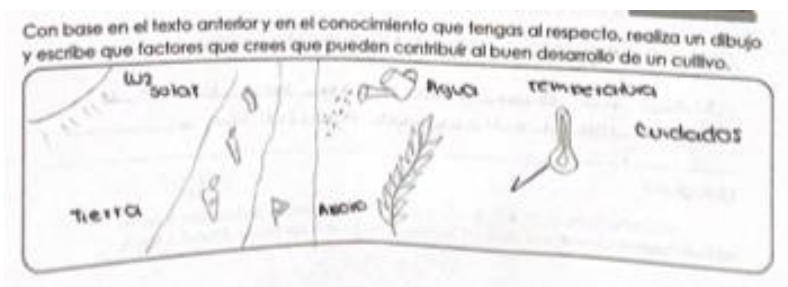 Con base en el texto anterior y en el conocimiento que tengas al respecto, realiza un dibujo
y escribe que factores que crees que pueden contribuir al buen desarrollo de un cultivo.
luz
solar
Agua
Temperatura
Cuidados
Tierra
Abono